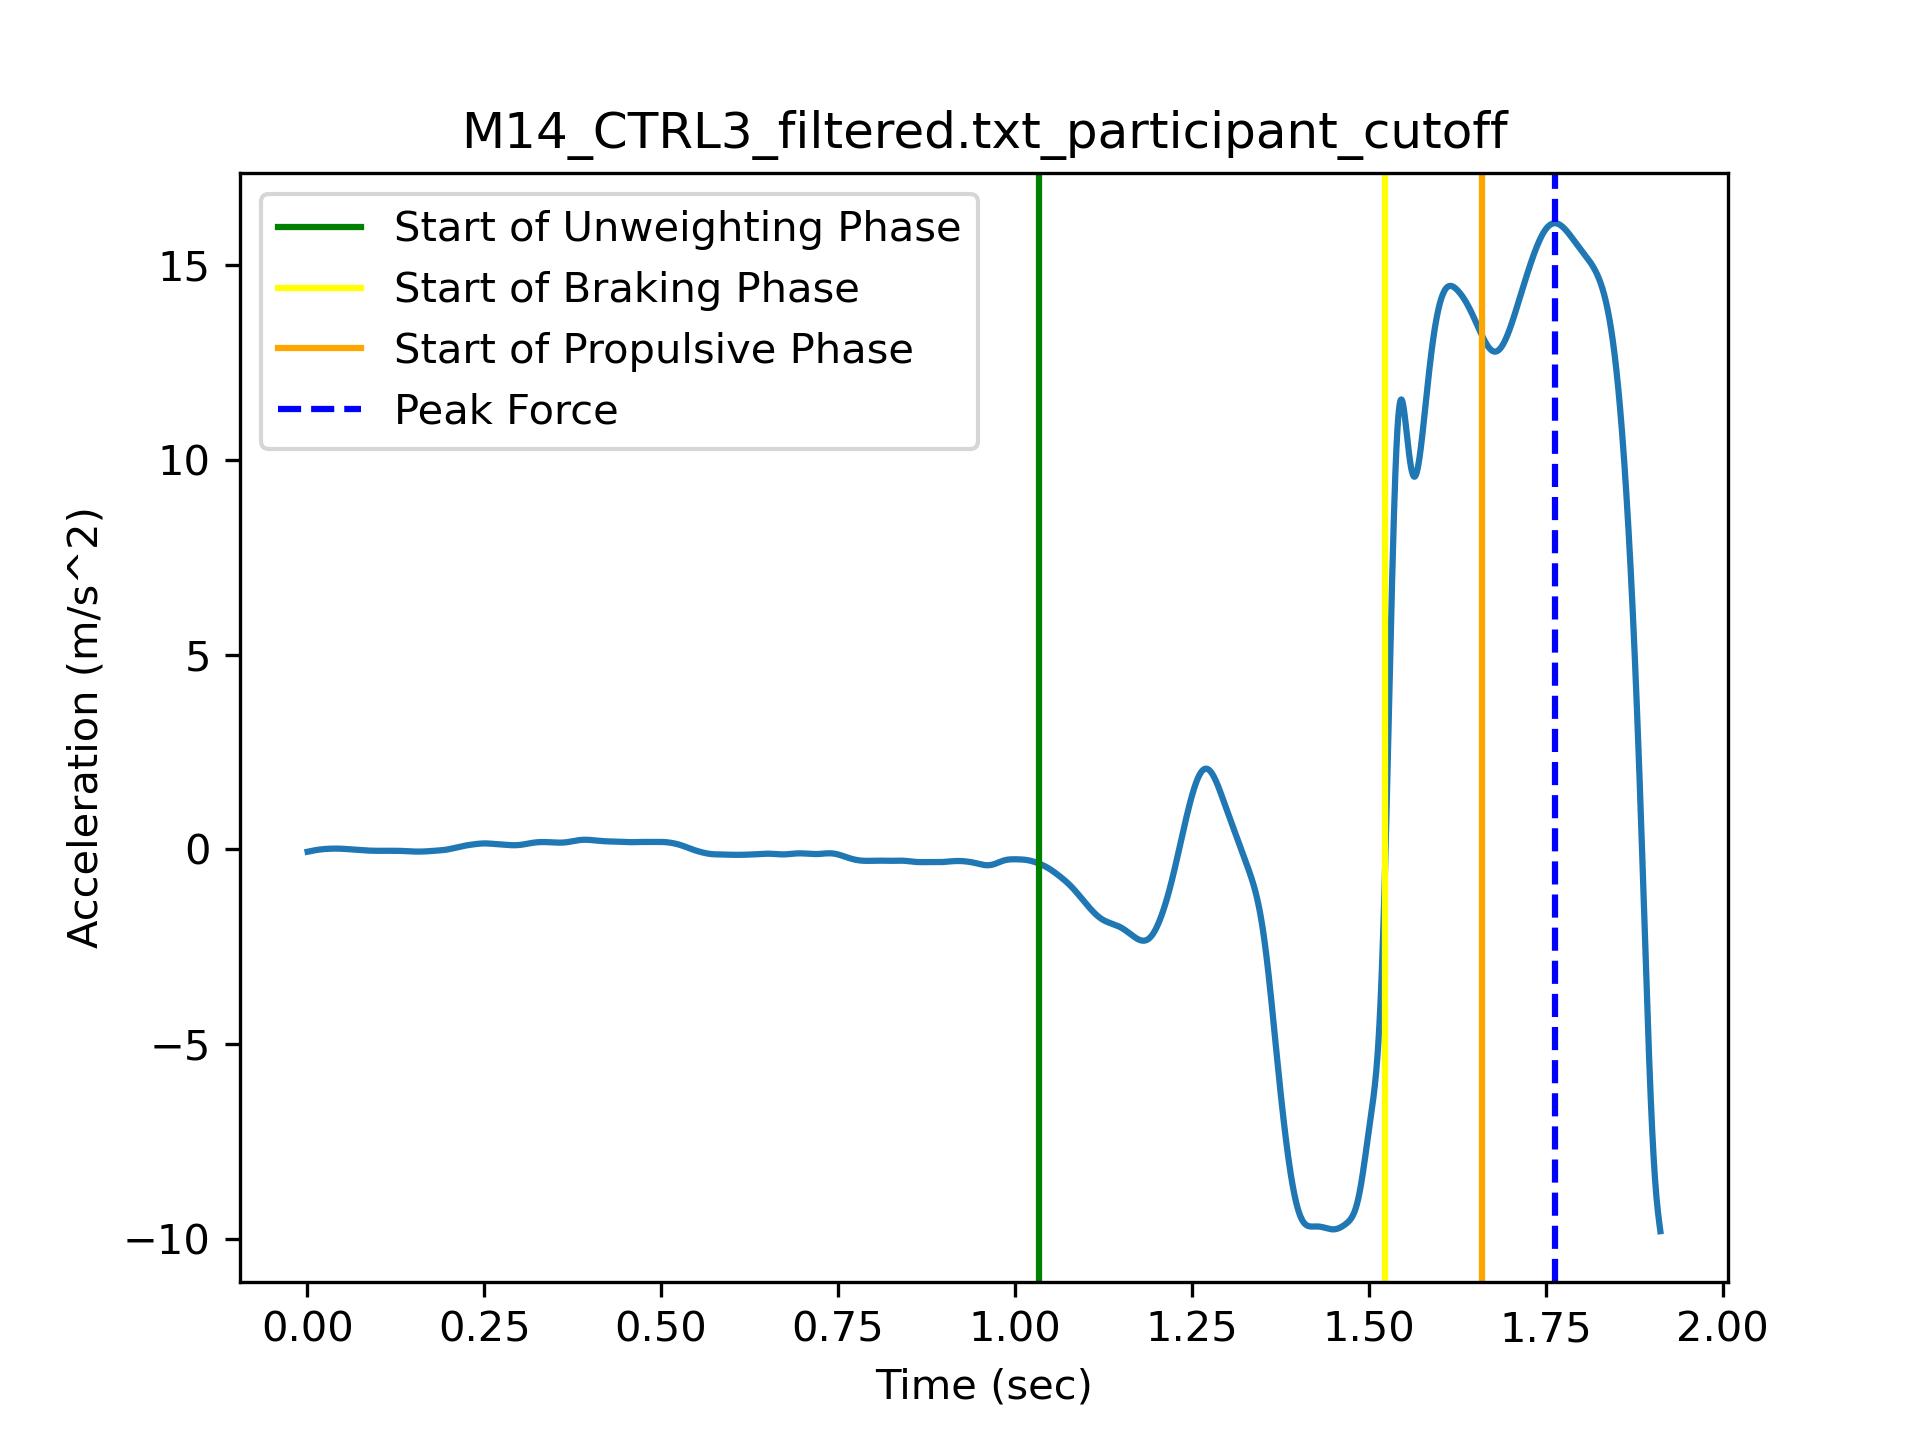 M14_CTRL3_filtered.txt_participant_cutoff
Start of Unweighting Phase
Start of Braking Phase
Start of Propulsive Phase
Peak Force
Acceleration (m/s^2)
15
10
5
0
−5
−10
0.00 0.25 0.50 0.75 1.00 1.25 1.50 1.75 2.00
Time (sec)